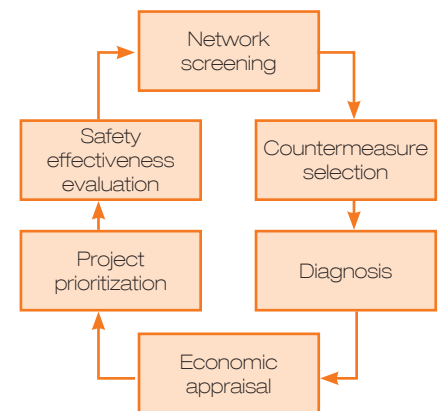 Network
screening
Countermeasure
selection
Diagnosis
Economic
appraisal
Project
prioritization
Safety
effectiveness
evaluation